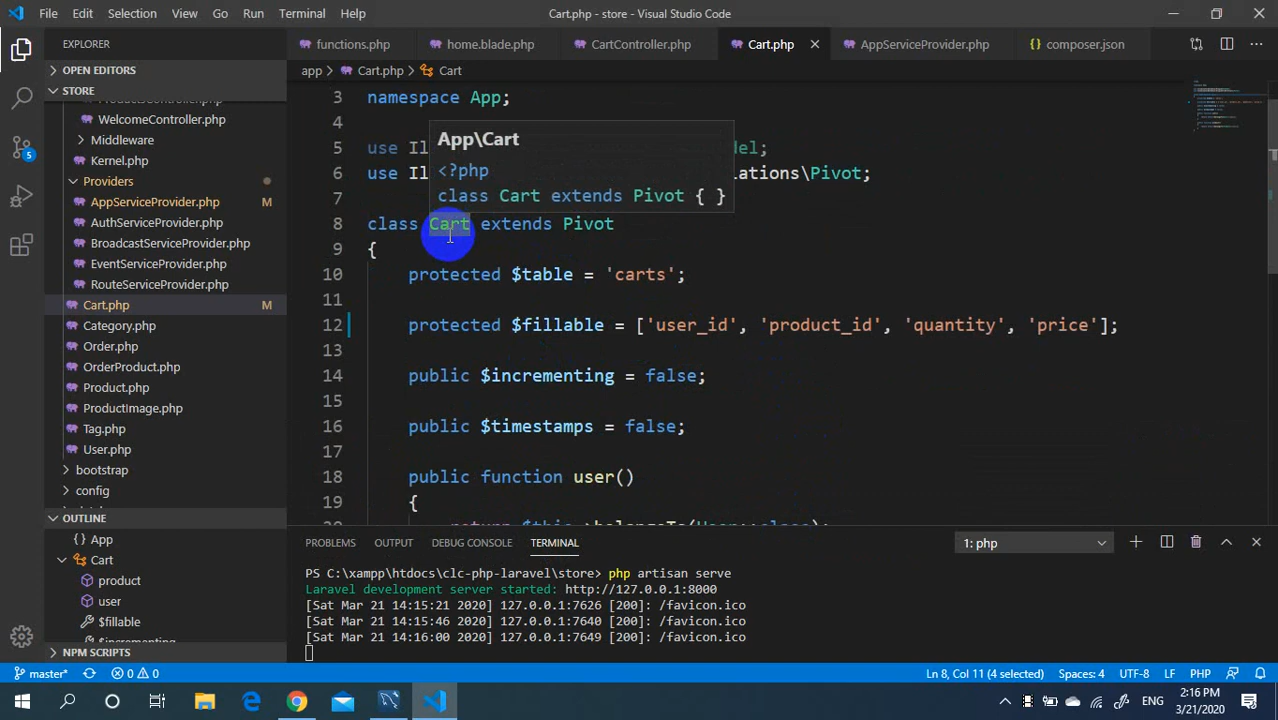 File Edit Selection View Go Run Terminal Help
Cart.php - store - Visual Studio Code
EXPLORER
functions.php
home.blade.php
CartController.php
Cart.php
AppServiceProvider.php
{} composer.json
OPEN EDITORS
STORE
WelcomeController.php
Middleware
Kernel.php
Providers
AppServiceProvider.php M
AuthServiceProvider.php
BroadcastServiceProvider.php
EventServiceProvider.php
RouteServiceProvider.php
Cart.php M
Category.php
Order.php
OrderProduct.php
Product.php
ProductImage.php
Tag.php
User.php
bootstrap
config
OUTLINE
{} App
Cart
product
user
$fillable
NPM SCRIPTS
5
app > Cart.php > Cart
3 namespace App;
4
App\Cart
<?php
class Cart extends Pivot { }
5 use Il del;
6 use Il lations\Pivot;
7
8 class Cart extends Pivot
9 {
10 protected $table = 'carts';
11
12 protected $fillable = ['user_id', 'product_id', 'quantity', 'price'];
13
14 public $incrementing = false;
15
16 public $timestamps = false;
17
18 public function user()
19 {
PROBLEMS OUTPUT DEBUG CONSOLE TERMINAL
1: php
PS C:\xampp\htdocs\clc-php-laravel\store> php artisan serve
Laravel development server started: http://127.0.0.1:8000
[Sat Mar 21 14:15:21 2020] 127.0.0.1:7626 [200]: /favicon.ico
[Sat Mar 21 14:15:46 2020] 127.0.0.1:7640 [200]: /favicon.ico
[Sat Mar 21 14:16:00 2020] 127.0.0.1:7649 [200]: /favicon.ico
master* 0 0
Ln 8, Col 11 (4 selected) Spaces: 4 UTF-8 LF PHP
ENG
2:16 PM
3/21/2020